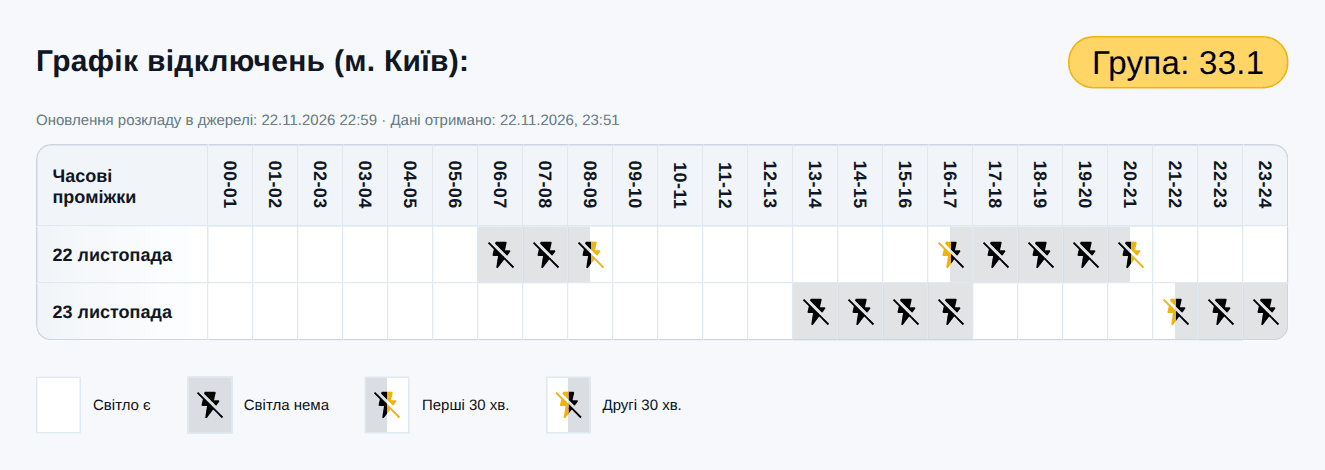 Графік відключень (м. Київ):
Група: 33.1
Оновлення розкладу в джерелі: 22.11.2026 22:59 · Дані отримано: 22.11.2026, 23:51
Часові
проміжки
00-01
01-02
02-03
03-04
04-05
05-06
06-07
07-08
08-09
09-10
10-11
11-12
12-13
13-14
14-15
15-16
16-17
17-18
18-19
19-20
20-21
21-22
22-23
23-24
22 листопада
23 листопада
Світло є
Світла нема
Перші 30 хв.
Другі 30 хв.